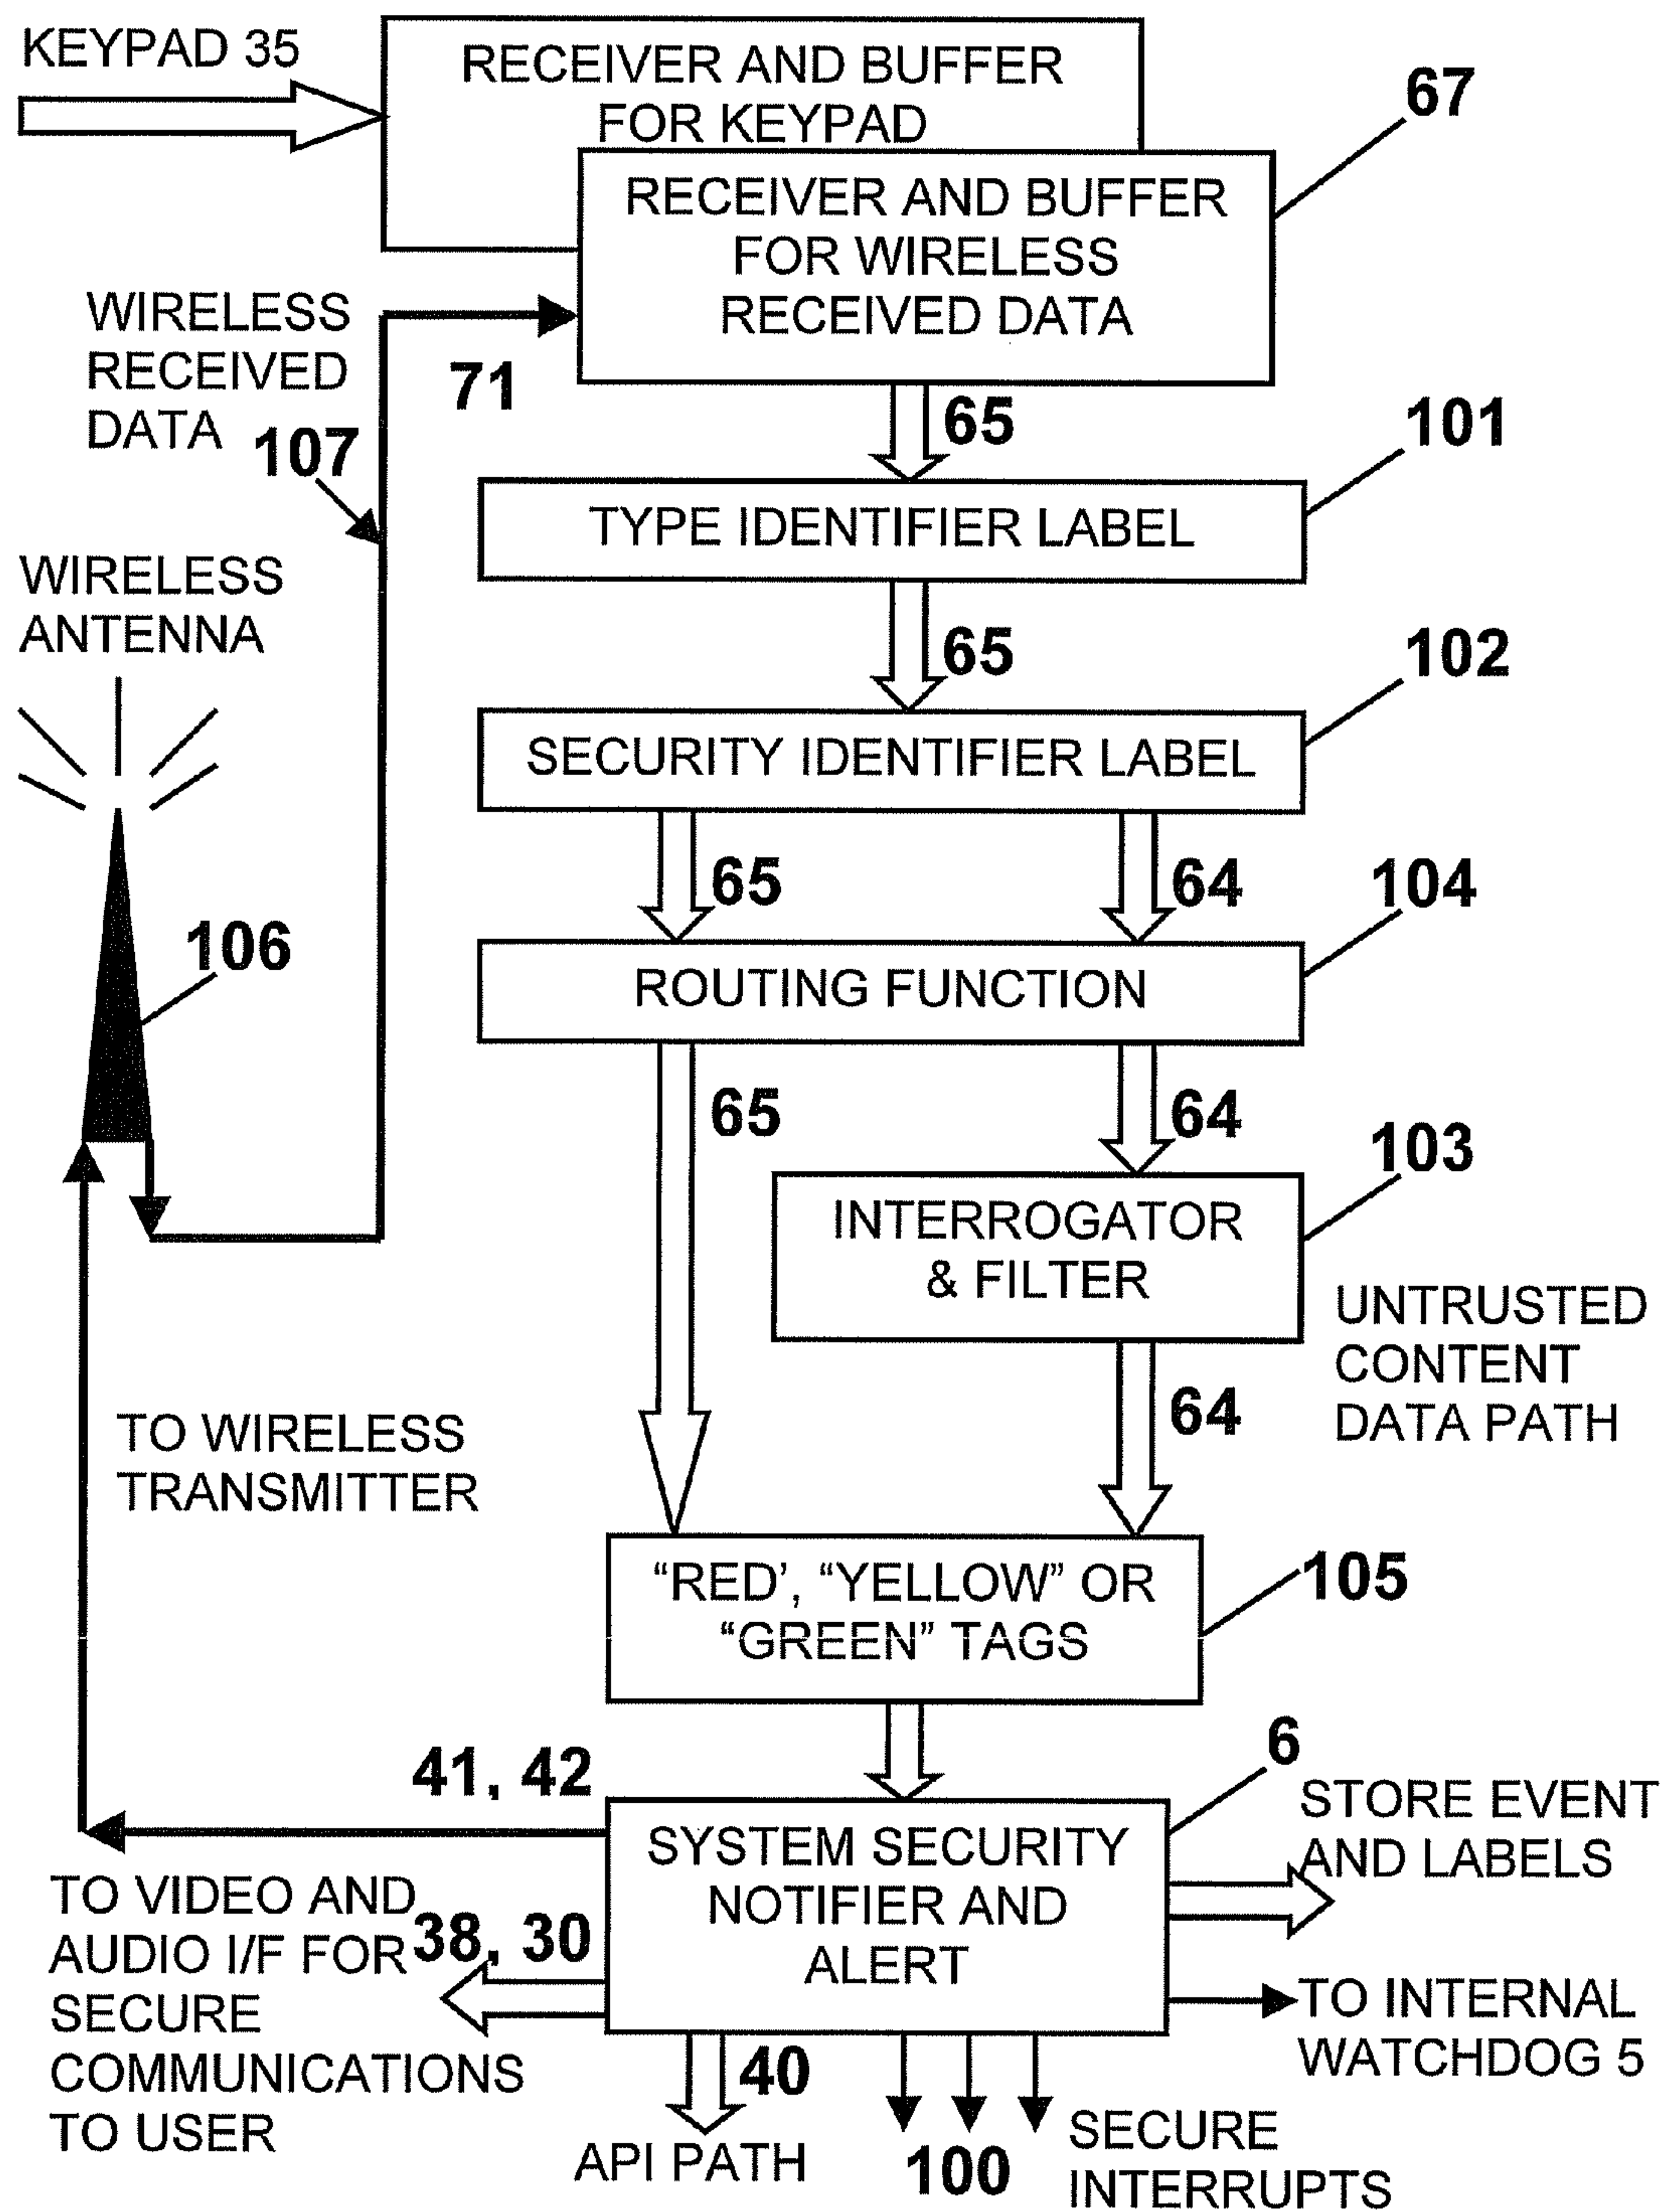 KEYPAD 35
RECEIVER AND BUFFER
FOR KEYPAD
67
RECEIVER AND BUFFER
FOR WIRELESS
RECEIVED DATA
WIRELESS
RECEIVED
DATA
107
71
65
101
TYPE IDENTIFIER LABEL
WIRELESS
ANTENNA
65
102
SECURITY IDENTIFIER LABEL
65
64
104
106
ROUTING FUNCTION
65
64
103
INTERROGATOR
& FILTER
UNTRUSTED
CONTENT
DATA PATH
64
TO WIRELESS
TRANSMITTER
“RED’, “YELLOW” OR
“GREEN” TAGS
105
41, 42
6
STORE EVENT
AND LABELS
SYSTEM SECURITY
NOTIFIER AND
ALERT
TO VIDEO AND
AUDIO I/F FOR
SECURE
COMMUNICATIONS
TO USER
38, 30
TO INTERNAL
WATCHDOG 5
40
API PATH
100
SECURE
INTERRUPTS